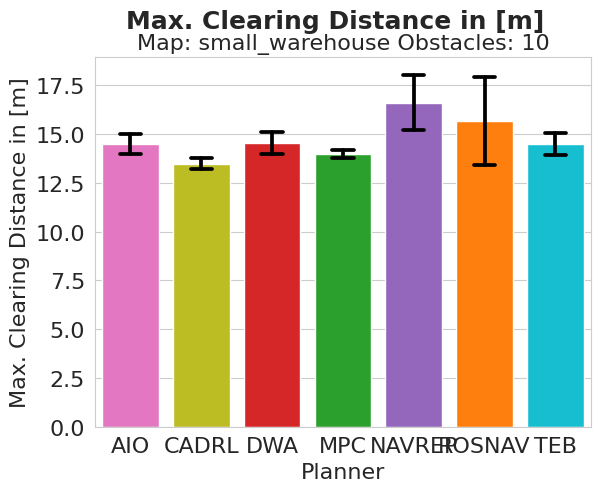 Max. Clearing Distance in [m]
Map: small_warehouse Obstacles: 10
Max. Clearing Distance in [m]
17.5
15.0
12.5
10.0
7.5
5.0
2.5
0.0
AIO CADRL DWA MPC NAVREP ROSNAV TEB
Planner